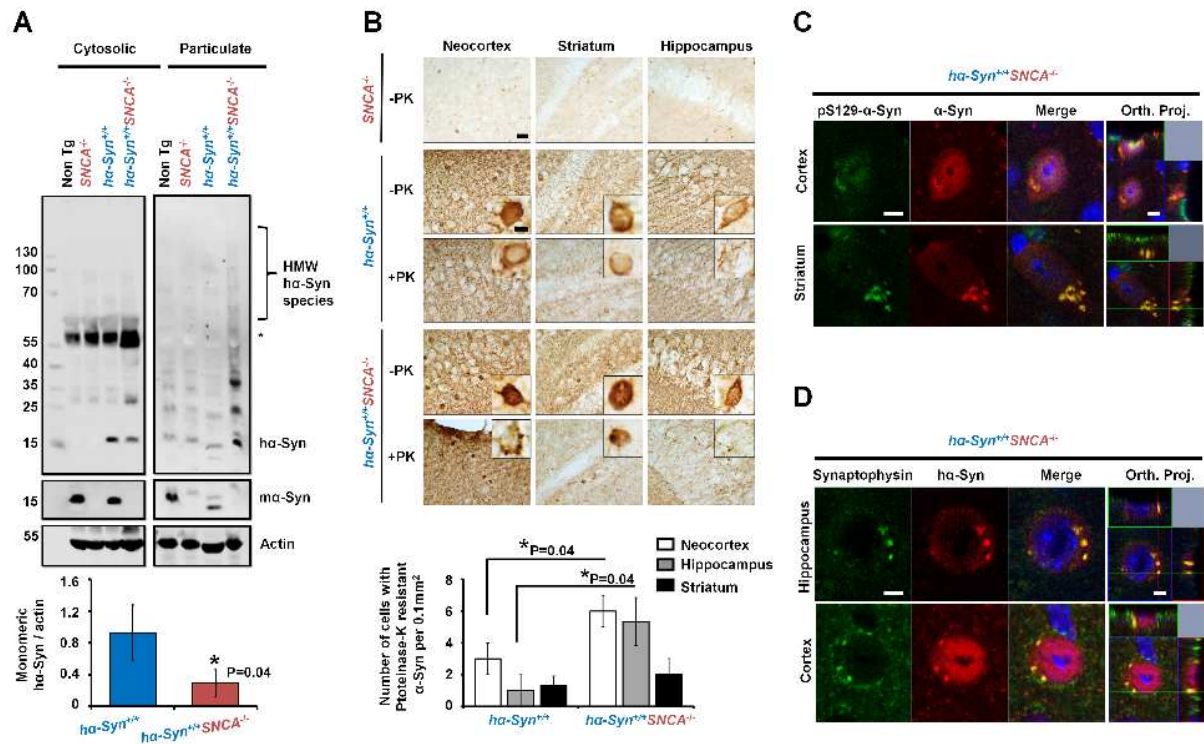 A
Cytosolic Particulate
Non Tg
SNCA-/-
hα-Syn+/+
hα-Syn+/+SNCA-/-
Non Tg
SNCA-/-
hα-Syn+/+
hα-Syn+/+SNCA-/-
130
100
70
55
40
35
25
15
HMW
hα-Syn
species
*
hα-Syn
15
mα-Syn
55
Actin
Monomeric
hα-Syn / actin
1.6
1.2
0.8
0.4
0
*
P=0.04
hα-Syn+/+
hα-Syn+/+SNCA-/-
B
Neocortex Striatum Hippocampus
SNCA-/-
-PK
hα-Syn+/+
-PK
+PK
hα-Syn+/+SNCA-/-
-PK
+PK
Number of cells with
Ptoteinase-K resistant
α-Syn per 0.1mm2
8
6
4
2
0
*P=0.04
*P=0.04
Neocortex
Hippocampus
Striatum
hα-Syn+/+
hα-Syn+/+SNCA-/-
C
hα-Syn+/+SNCA-/-
pS129-α-Syn α-Syn Merge Orth. Proj.
Cortex
Striatum
D
hα-Syn+/+SNCA-/-
Synaptophysin hα-Syn Merge Orth. Proj.
Hippocampus
Cortex